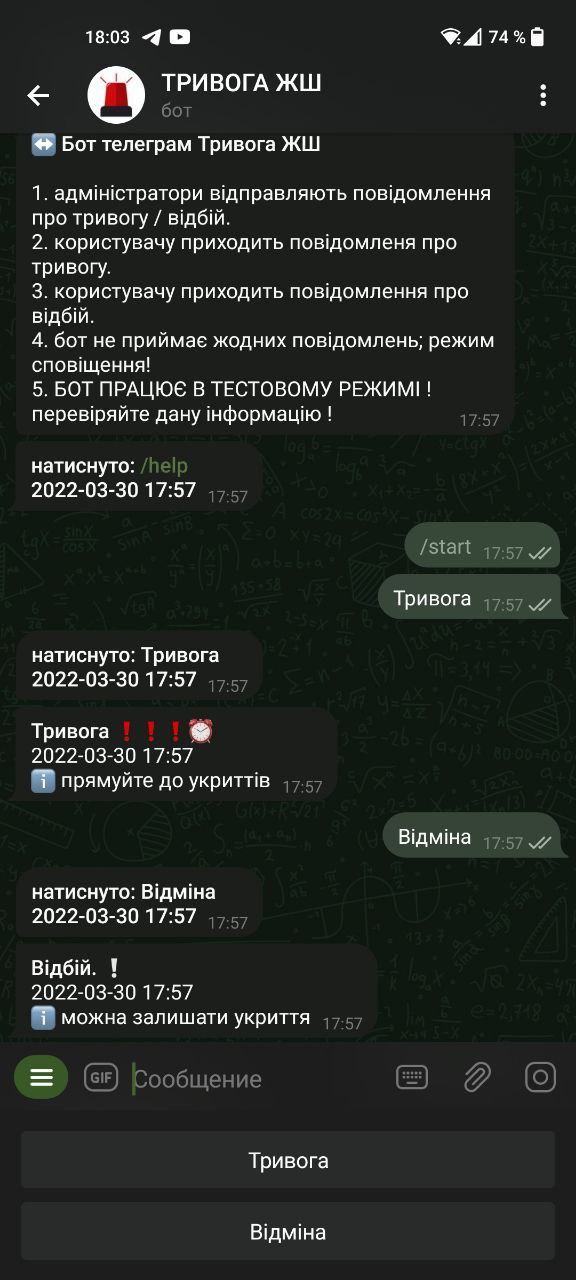 18:03
74 %
ТРИВОГА ЖШ
бот
Бот телеграм Тривога ЖШ
1. адміністратори відправляють повідомлення
про тривогу / відбій.
2. користувачу приходить повідомленя про
тривогу.
3. користувачу приходить повідомлення про
відбій.
4. бот не приймає жодних повідомлень; режим
сповіщення!
5. БОТ ПРАЦЮЄ В ТЕСТОВОМУ РЕЖИМІ !
перевіряйте дану інформацію !
17:57
натиснуто: /help
2022-03-30 17:57 17:57
/start 17:57
Тривога 17:57
натиснуто: Тривога
2022-03-30 17:57 17:57
Тривога ❗❗❗⏰
2022-03-30 17:57
ℹ️ прямуйте до укриттів 17:57
Відміна 17:57
натиснуто: Відміна
2022-03-30 17:57 17:57
Відбій. ❕
2022-03-30 17:57
ℹ️ можна залишати укриття 17:57
GIF Сообщение
Тривога
Відміна